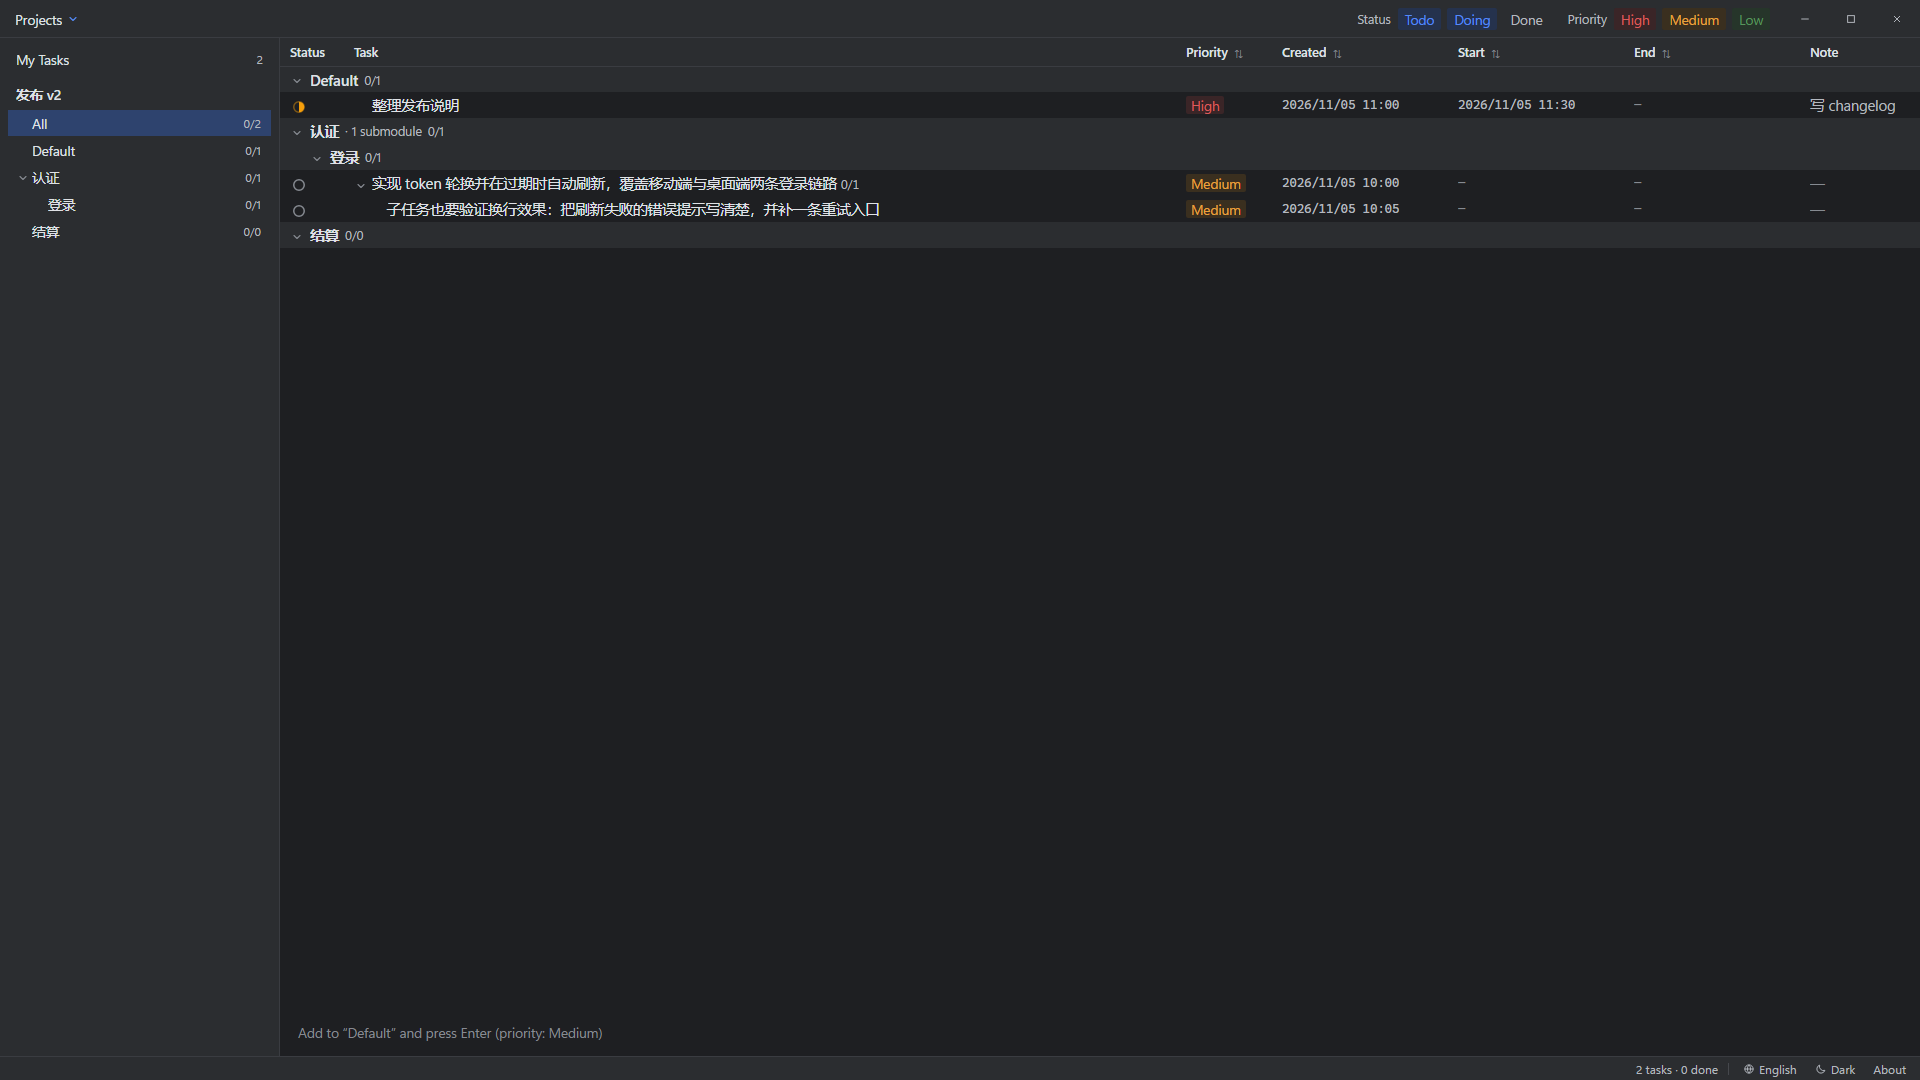 Projects
Status Todo Doing Done Priority High Medium Low
My Tasks 2
发布 v2
All 0/2
Default 0/1
认证 0/1
登录 0/1
结算 0/0
Status Task Priority Created Start End Note
Default 0/1
整理发布说明 High 2026/11/05 11:00 2026/11/05 11:30 — 写 changelog
认证 · 1 submodule 0/1
登录 0/1
实现 token 轮换并在过期时自动刷新，覆盖移动端与桌面端两条登录链路 0/1 Medium 2026/11/05 10:00 — — —
子任务也要验证换行效果：把刷新失败的错误提示写清楚，并补一条重试入口 Medium 2026/11/05 10:05 — — —
结算 0/0
Add to “Default” and press Enter (priority: Medium)
2 tasks · 0 done English Dark About